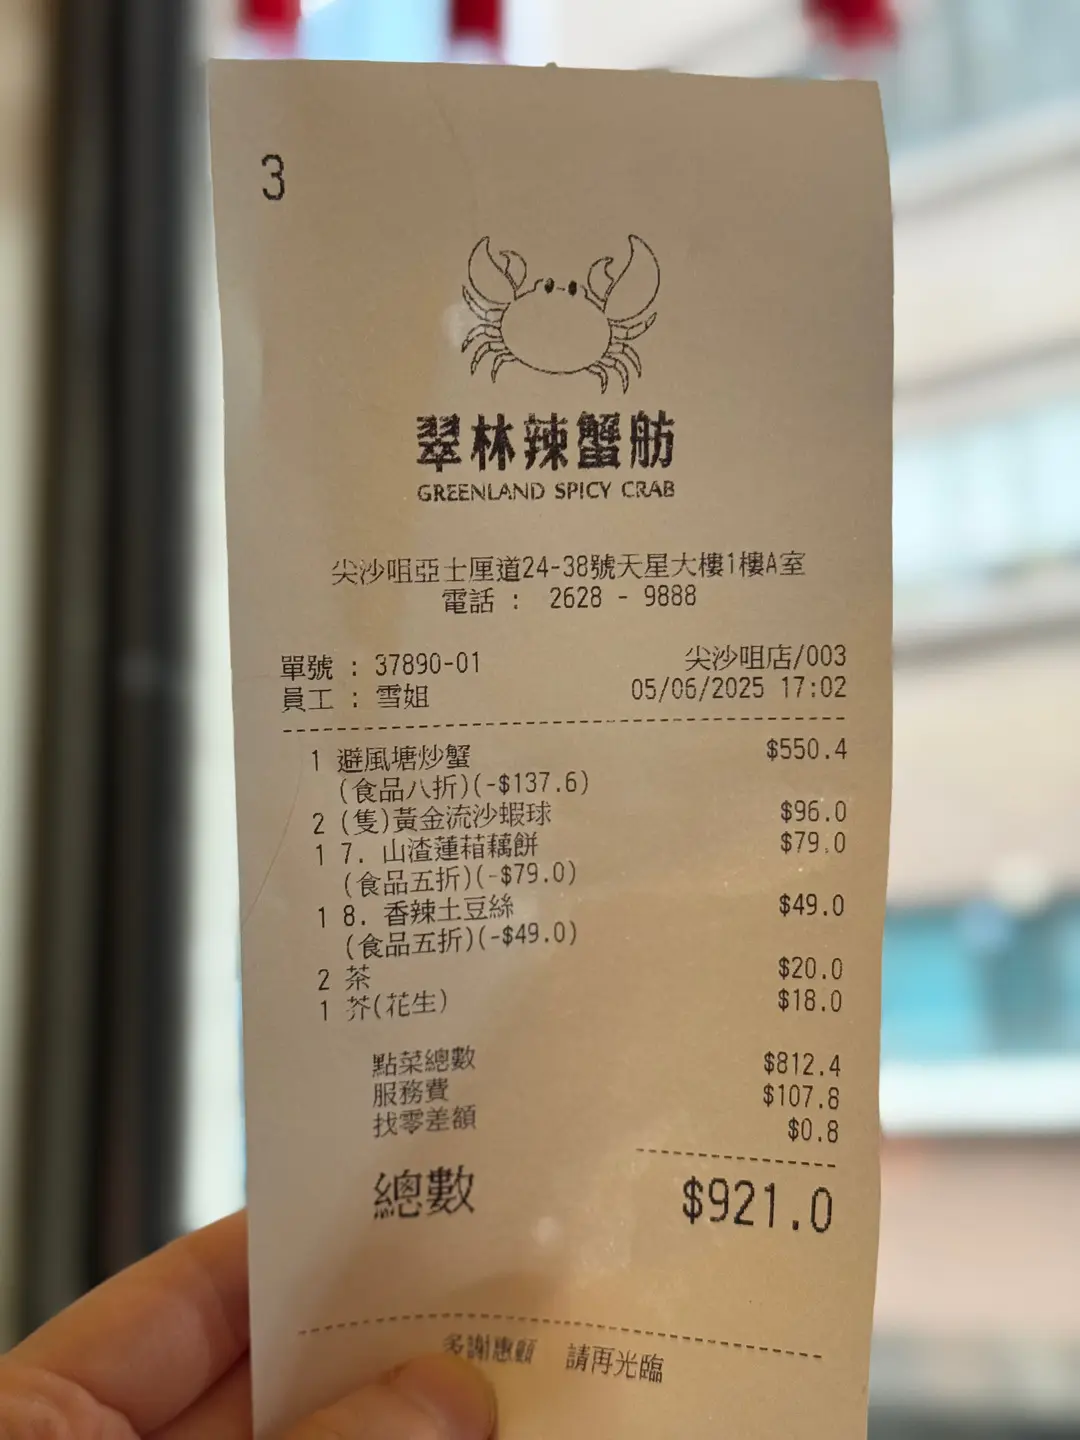 3
翠林辣蟹舫
GREENLAND SPICY CRAB
尖沙咀亞士厘道24-38號天星大樓1樓A室
電話 : 2628 - 9888
單號 : 37890-01 尖沙咀店/003
員工 : 雪姐 05/06/2025 17:02
1 避風塘炒蟹 $550.4
(食品八折)(-$137.6)
2 (隻)黃金流沙蝦球 $96.0
1 7. 山渣蓮葙藕餅 $79.0
(食品五折)(-$79.0)
1 8. 香辣土豆絲 $49.0
(食品五折)(-$49.0)
2 茶 $20.0
1 芥(花生) $18.0
點菜總數 $812.4
服務費 $107.8
找零差額 $0.8
總數 $921.0
多謝惠顧 請再光臨